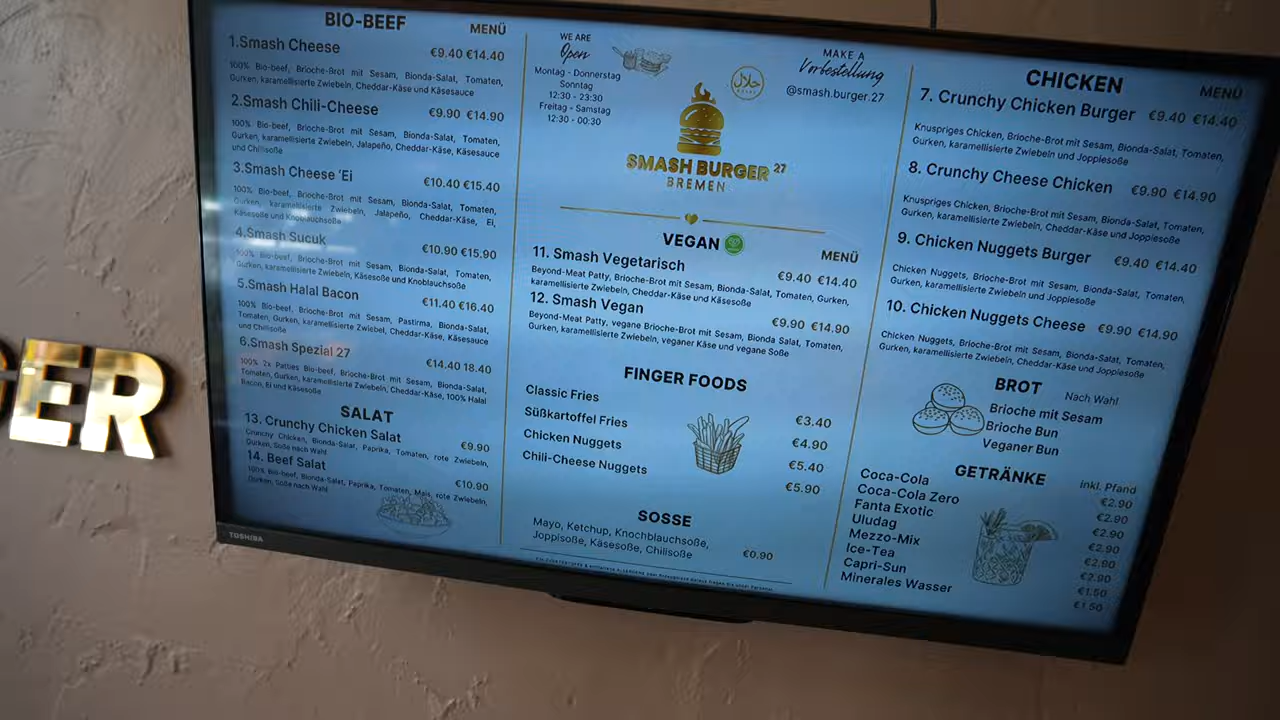 BIO-BEEF
MENÜ
1.Smash Cheese
€9.40 €14.40
100% Bio-beef, Brioche-Brot mit Sesam, Bionda-Salat, Tomaten,
Gurken, karamellisierte Zwiebeln, Cheddar-Käse und Käsesauce
2.Smash Chili-Cheese
€9.90 €14.90
100% Bio-beef, Brioche-Brot mit Sesam, Bionda-Salat, Tomaten,
Gurken, karamellisierte Zwiebeln, Jalapeño, Cheddar-Käse, Käsesauce
und Chilisoße
3.Smash Cheese 'Ei
€10.40 €15.40
100% Bio-beef, Brioche-Brot mit Sesam, Bionda-Salat, Tomaten,
Gurken, karamellisierte Zwiebeln, Jalapeño, Cheddar-Käse, Ei,
Käsesoße und Knoblauchsoße
4.Smash Sucuk
€10.90 €15.90
100% Bio-beef, Brioche-Brot mit Sesam, Bionda-Salat, Tomaten,
Gurken, karamellisierte Zwiebeln, Käsesoße und Knoblauchsoße
5.Smash Halal Bacon
€11.40 €16.40
100% Bio-beef, Brioche-Brot mit Sesam, Pastirma, Bionda-Salat,
Tomaten, Gurken, karamellisierte Zwiebel, Cheddar-Käse, Käsesauce
und Chilisoße
6.Smash Spezial 27
€14.40 18.40
100% 2x Patties Bio-beef, Brioche-Brot mit Sesam, Bionda-Salat,
Tomaten, Gurken, karamellisierte Zwiebeln, Cheddar-Käse, 100% Halal
Bacon, Ei und Käsesoße
SALAT
13. Crunchy Chicken Salat
€9.90
Crunchy Chicken, Bionda-Salat, Paprika, Tomaten, rote Zwiebeln,
Gurken, Soße nach Wahl
14. Beef Salat
€10.90
100% Bio-beef, Bionda-Salat, Paprika, Tomaten, Mais, rote Zwiebeln,
Gurken, Soße nach Wahl
WE ARE
Open
Montag - Donnerstag
Sonntag
12:30 - 23:30
Freitag - Samstag
12:30 - 00:30
حلال
HALAL
MAKE A
Vorbestellung
@smash.burger.27
SMASH BURGER 27
BREMEN
VEGAN
MENÜ
11. Smash Vegetarisch
€9.40 €14.40
Beyond-Meat Patty, Brioche-Brot mit Sesam, Bionda Salat, Tomaten, Gurken,
karamellisierte Zwiebeln, Cheddar-Käse und Käsesoße
12. Smash Vegan
€9.90 €14.90
Beyond-Meat Patty, vegane Brioche-Brot mit Sesam, Bionda Salat, Tomaten,
Gurken, karamellisierte Zwiebeln, veganer Käse und vegane Soße
FINGER FOODS
Classic Fries
€3.40
Süßkartoffel Fries
€4.90
Chicken Nuggets
€5.40
Chili-Cheese Nuggets
€5.90
SOSSE
Mayo, Ketchup, Knochblauchsoße,
Joppisoße, Käsesoße, Chilisoße
€0.90
CHICKEN
MENÜ
7. Crunchy Chicken Burger
€9.40 €14.40
Knuspriges Chicken, Brioche-Brot mit Sesam, Bionda-Salat, Tomaten,
Gurken, karamellisierte Zwiebeln und Joppiesoße
8. Crunchy Cheese Chicken
€9.90 €14.90
Knuspriges Chicken, Brioche-Brot mit Sesam, Bionda-Salat, Tomaten,
Gurken, karamellisierte Zwiebeln, Cheddar-Käse und Joppiesoße
9. Chicken Nuggets Burger
€9.40 €14.40
Chicken Nuggets, Brioche-Brot mit Sesam, Bionda-Salat, Tomaten,
Gurken, karamellisierte Zwiebeln und Joppiesoße
10. Chicken Nuggets Cheese
€9.90 €14.90
Chicken Nuggets, Brioche-Brot mit Sesam, Bionda Salat, Tomaten,
Gurken, karamellisierte Zwiebeln, Cheddar-Käse und Joppiesoße
BROT
Nach Wahl
Brioche mit Sesam
Brioche Bun
Veganer Bun
GETRÄNKE
inkl. Pfand
Coca-Cola
€2.90
Coca-Cola Zero
€2.90
Fanta Exotic
€2.90
Uludag
€2.90
Mezzo-Mix
€2.90
Ice-Tea
€2.90
Capri-Sun
€1.50
Minerales Wasser
€1.50
TOSHIBA
GER